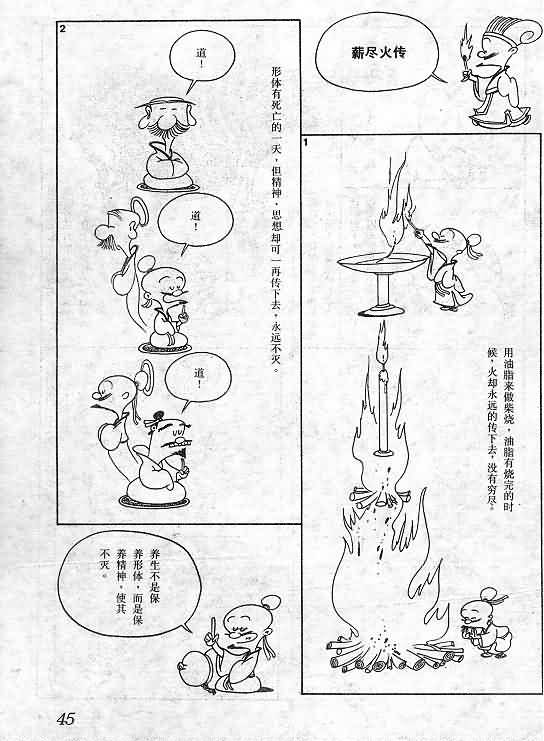 薪尽火传
1
用油脂来做柴烧，油脂有烧完的时
候，火却永远的传下去，没有穷尽。
2
形体有死亡的一天，但精神、思想却可一再传下去，永远不灭。
道！
道！
道！
养生不是保
养形体，而是保
养精神，使其
不灭。
45